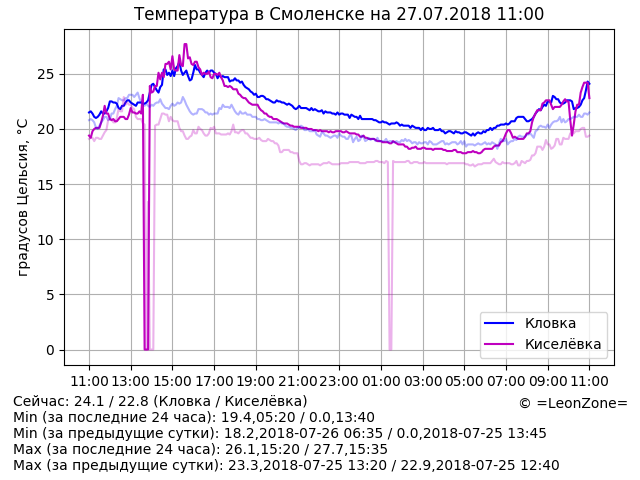 Температура в Смоленске на 27.07.2018 11:00
градусов Цельсия, °C
25
20
15
10
5
0
Кловка
Киселёвка
11:00 13:00 15:00 17:00 19:00 21:00 23:00 01:00 03:00 05:00 07:00 09:00 11:00
© =LeonZone=
Сейчас: 24.1 / 22.8 (Кловка / Киселёвка)
Min (за последние 24 часа): 19.4,05:20 / 0.0,13:40
Min (за предыдущие сутки): 18.2,2018-07-26 06:35 / 0.0,2018-07-25 13:45
Max (за последние 24 часа): 26.1,15:20 / 27.7,15:35
Max (за предыдущие сутки): 23.3,2018-07-25 13:20 / 22.9,2018-07-25 12:40